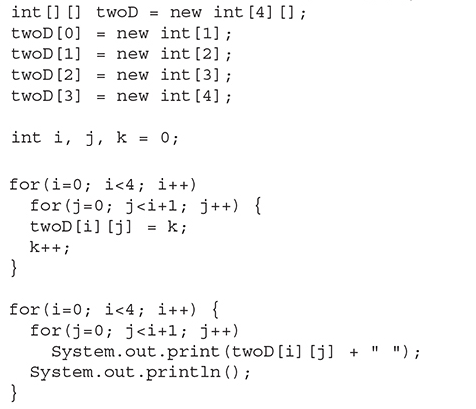 int[][] twoD = new int[4][];
twoD[0] = new int[1];
twoD[1] = new int[2];
twoD[2] = new int[3];
twoD[3] = new int[4];

int i, j, k = 0;

for(i=0; i<4; i++)
  for(j=0; j<i+1; j++) {
  twoD[i][j] = k;
  k++;
}

for(i=0; i<4; i++) {
  for(j=0; j<i+1; j++)
    System.out.print(twoD[i][j] + " ");
  System.out.println();
}